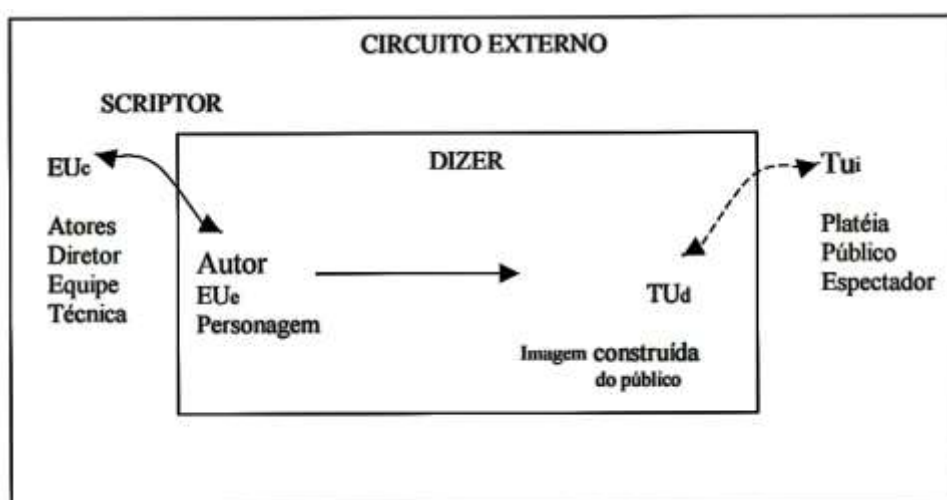 CIRCUITO EXTERNO
SCRIPTOR
EUc
DIZER
Tui
Atores
Diretor
Equipe
Técnica
Autor
EUe
Personagem
TUd
Imagem construída
do público
Platéia
Público
Espectador